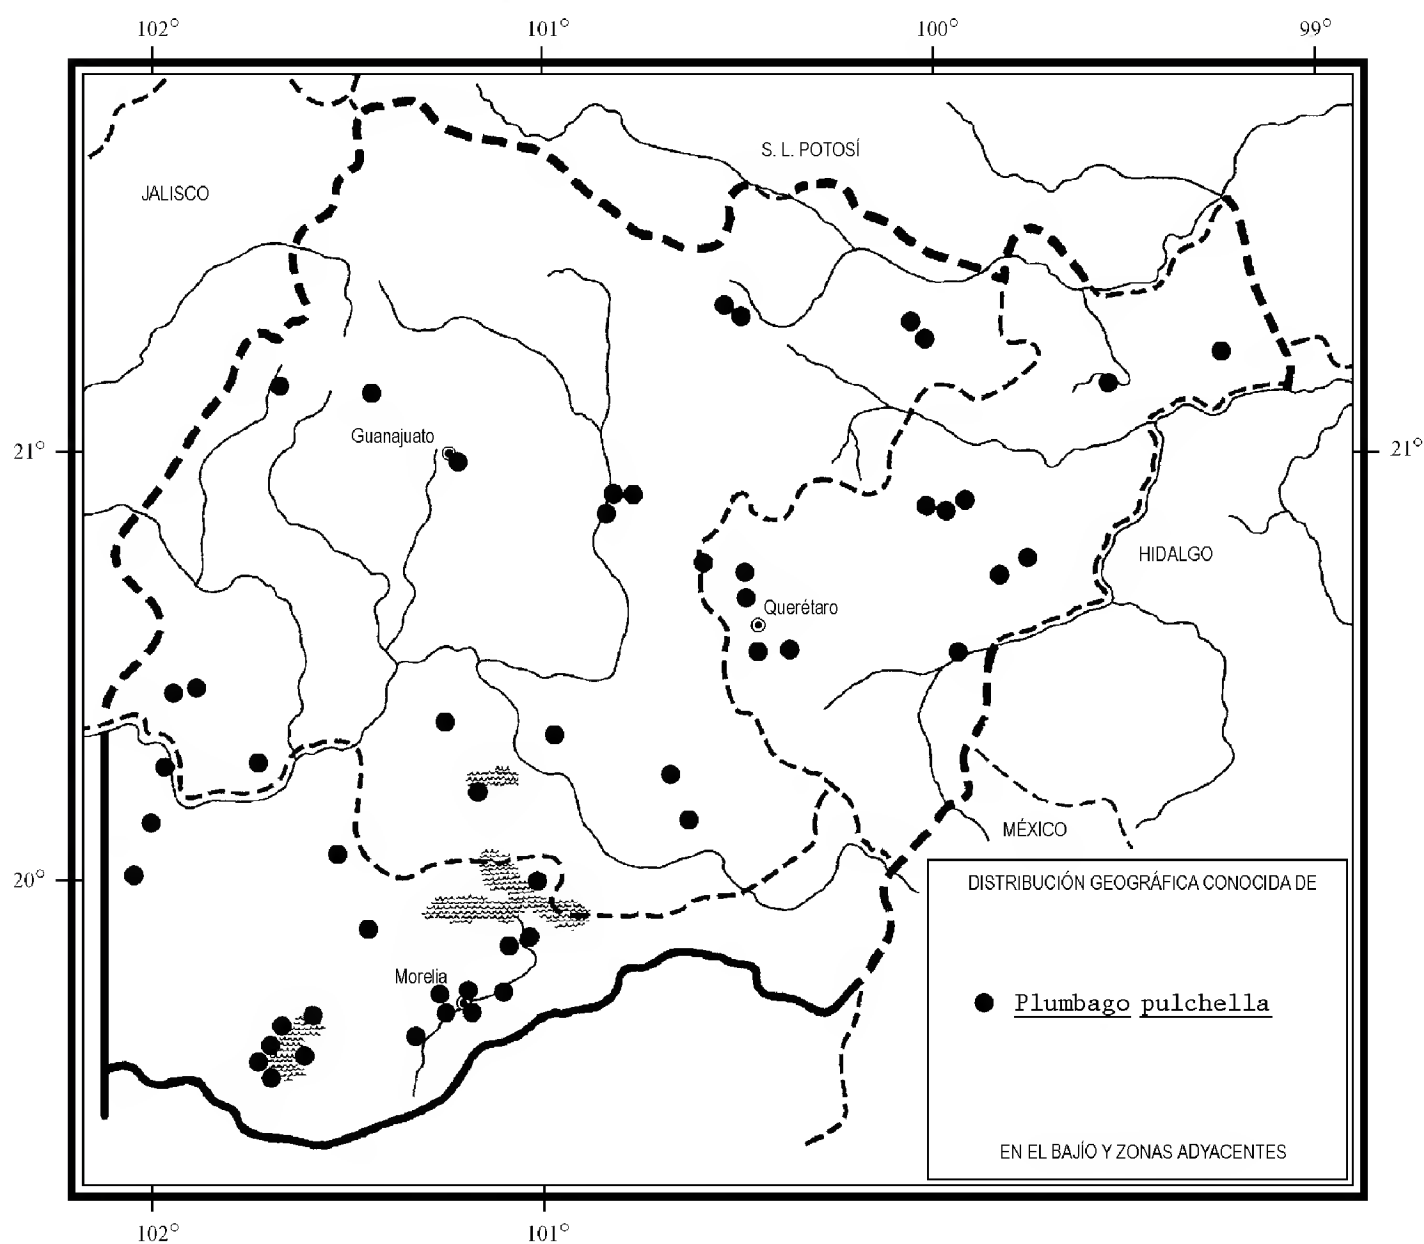 102° 101° 100° 99°
S. L. POTOSÍ
JALISCO
Guanajuato
21° 21°
HIDALGO
Querétaro
MÉXICO
20°
DISTRIBUCIÓN GEOGRÁFICA CONOCIDA DE
Morelia
Plumbago pulchella
EN EL BAJÍO Y ZONAS ADYACENTES
102° 101°